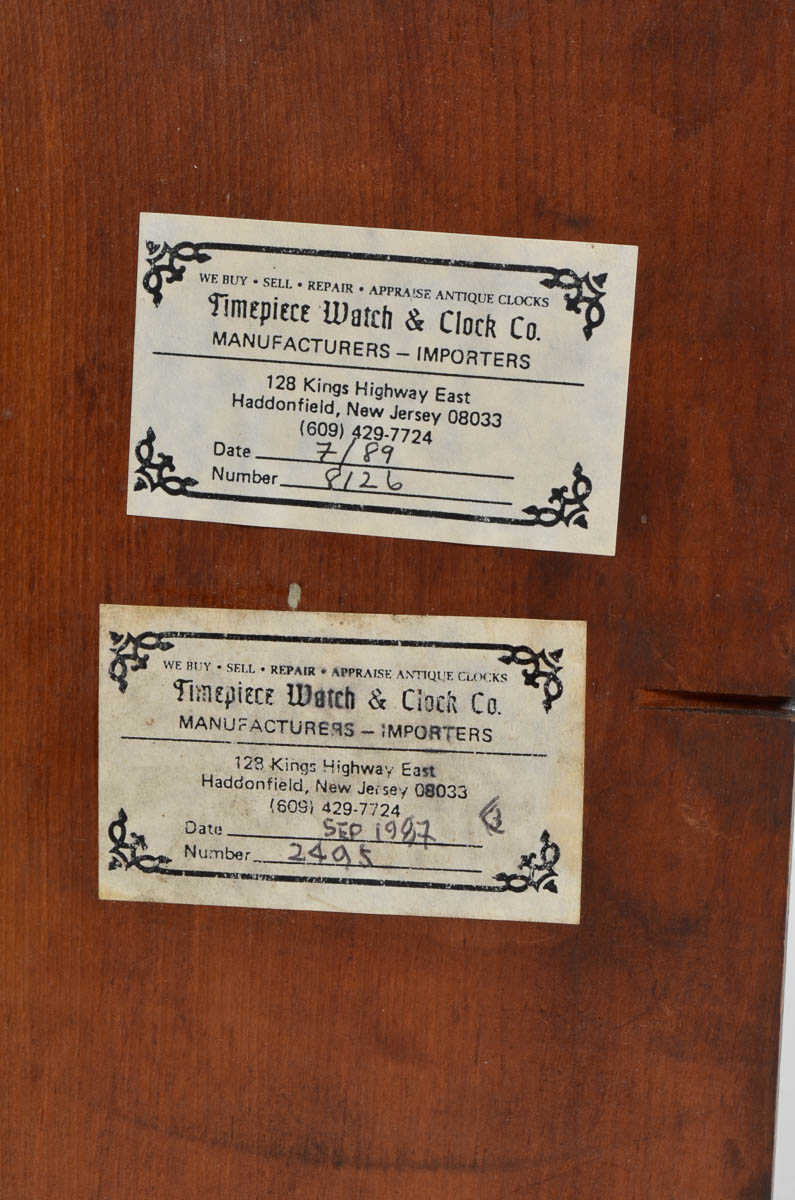 WE BUY • SELL • REPAIR • APPRAISE ANTIQUE CLOCKS
Timepiece Watch & Clock Co.
MANUFACTURERS – IMPORTERS
128 Kings Highway East
Haddonfield, New Jersey 08033
(609) 429-7724
Date 7/89
Number 8126
WE BUY • SELL • REPAIR • APPRAISE ANTIQUE CLOCKS
Timepiece Watch & Clock Co.
MANUFACTURERS – IMPORTERS
128 Kings Highway East
Haddonfield, New Jersey 08033
(609) 429-7724
Date SEP 1987
Number 2495